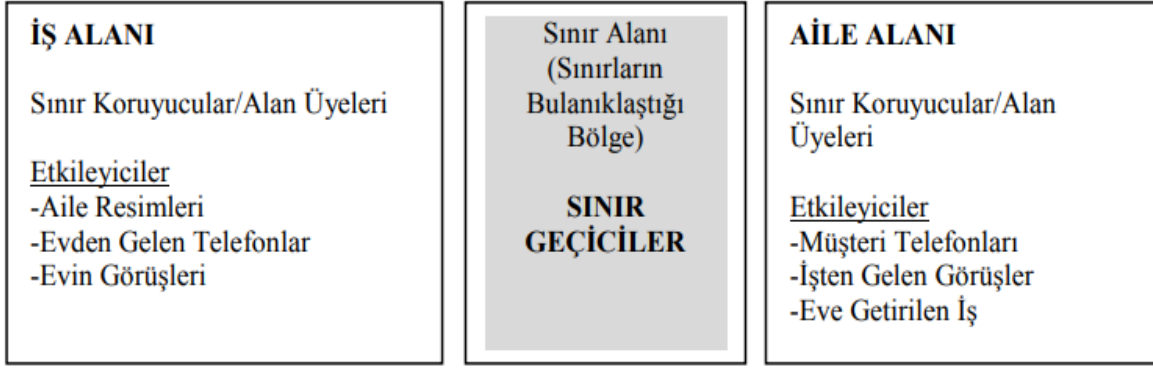 İŞ ALANI
Sınır Koruyucular/Alan Üyeleri
Etkileyiciler
-Aile Resimleri
-Evden Gelen Telefonlar
-Evin Görüşleri
Sınır Alanı
(Sınırların
Bulanıklaştığı
Bölge)
SINIR
GEÇİCİLER
AİLE ALANI
Sınır Koruyucular/Alan
Üyeleri
Etkileyiciler
-Müşteri Telefonları
-İşten Gelen Görüşler
-Eve Getirilen İş